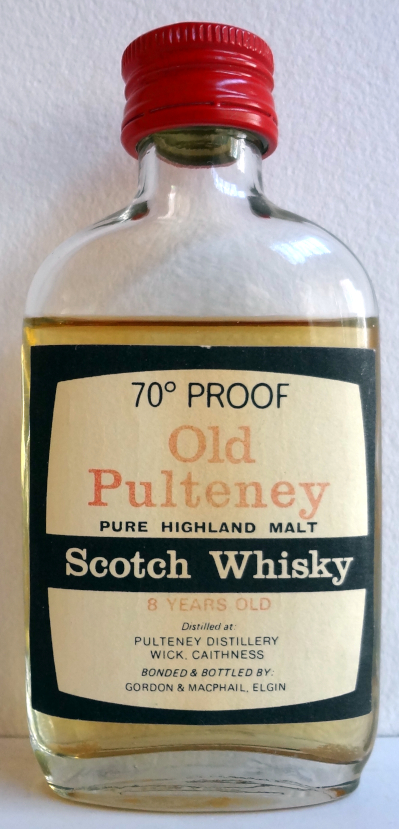 70° PROOF
Old
Pulteney
PURE HIGHLAND MALT
Scotch Whisky
8 YEARS OLD
Distilled at:
PULTENEY DISTILLERY
WICK, CAITHNESS
BONDED & BOTTLED BY:
GORDON & MACPHAIL, ELGIN